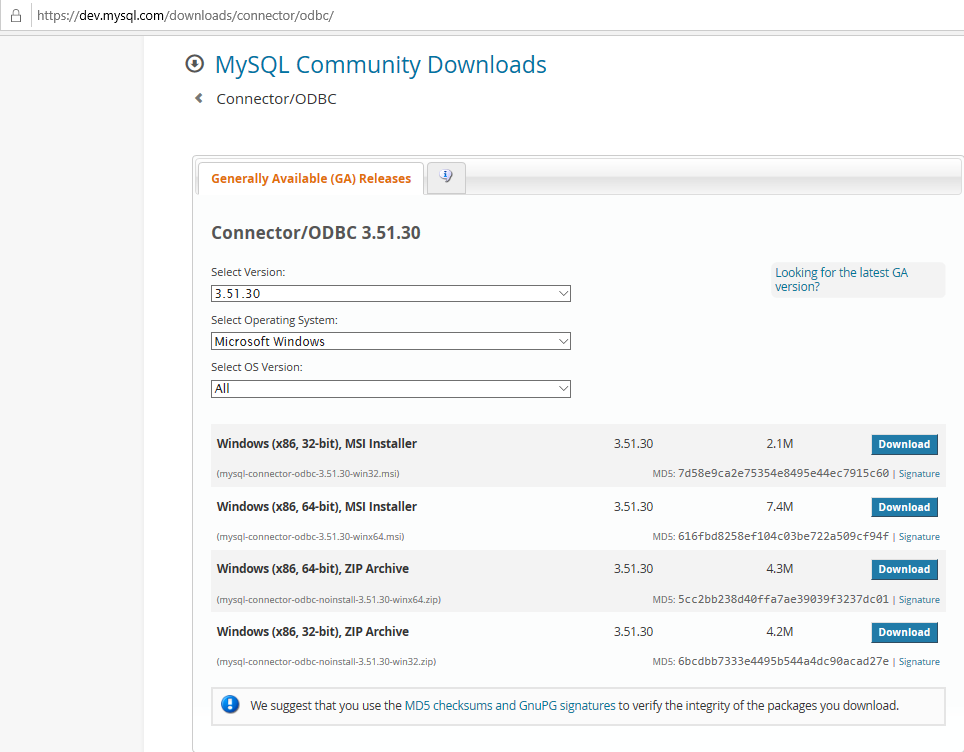 https://dev.mysql.com/downloads/connector/odbc/
MySQL Community Downloads
Connector/ODBC
Generally Available (GA) Releases
Connector/ODBC 3.51.30
Select Version:
3.51.30
Looking for the latest GA
version?
Select Operating System:
Microsoft Windows
Select OS Version:
All
Windows (x86, 32-bit), MSI Installer 3.51.30 2.1M Download
(mysql-connector-odbc-3.51.30-win32.msi) MD5: 7d58e9ca2e75354e8495e44ec7915c60 | Signature
Windows (x86, 64-bit), MSI Installer 3.51.30 7.4M Download
(mysql-connector-odbc-3.51.30-winx64.msi) MD5: 616fbd8258ef104c03be722a509cf94f | Signature
Windows (x86, 64-bit), ZIP Archive 3.51.30 4.3M Download
(mysql-connector-odbc-noinstall-3.51.30-winx64.zip) MD5: 5cc2bb238d40ffa7ae39039f3237dc01 | Signature
Windows (x86, 32-bit), ZIP Archive 3.51.30 4.2M Download
(mysql-connector-odbc-noinstall-3.51.30-win32.zip) MD5: 6bcdbb7333e4495b544a4dc90acad27e | Signature
We suggest that you use the MD5 checksums and GnuPG signatures to verify the integrity of the packages you download.